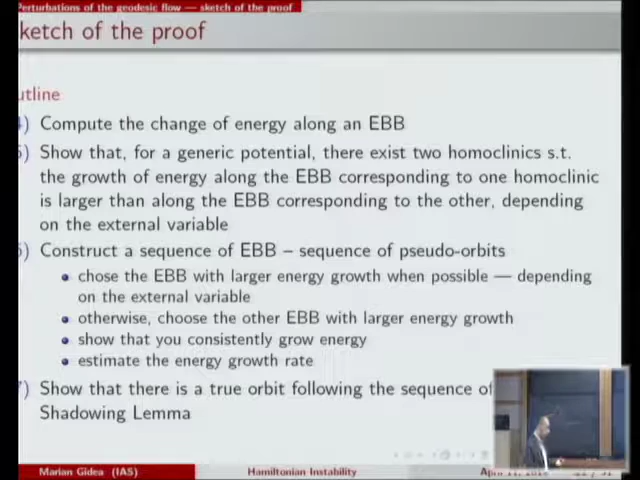 Perturbations of the geodesic flow — sketch of the proof
ketch of the proof
utline
) Compute the change of energy along an EBB
) Show that, for a generic potential, there exist two homoclinics s.t.
the growth of energy along the EBB corresponding to one homoclinic
is larger than along the EBB corresponding to the other, depending
on the external variable
) Construct a sequence of EBB – sequence of pseudo-orbits
chose the EBB with larger energy growth when possible — depending
on the external variable
otherwise, choose the other EBB with larger energy growth
show that you consistently grow energy
estimate the energy growth rate
) Show that there is a true orbit following the sequence of
Shadowing Lemma
Marian Gidea (IAS)
Hamiltonian Instability